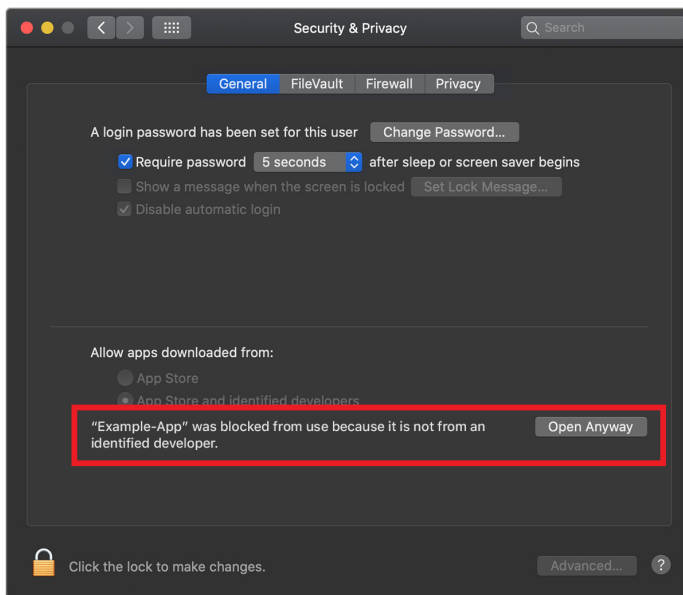 Security & Privacy
Search
General FileVault Firewall Privacy
A login password has been set for this user Change Password...
Require password 5 seconds after sleep or screen saver begins
Show a message when the screen is locked Set Lock Message...
Disable automatic login
Allow apps downloaded from:
App Store
App Store and identified developers
“Example-App” was blocked from use because it is not from an
identified developer.
Open Anyway
Click the lock to make changes.
Advanced...
?